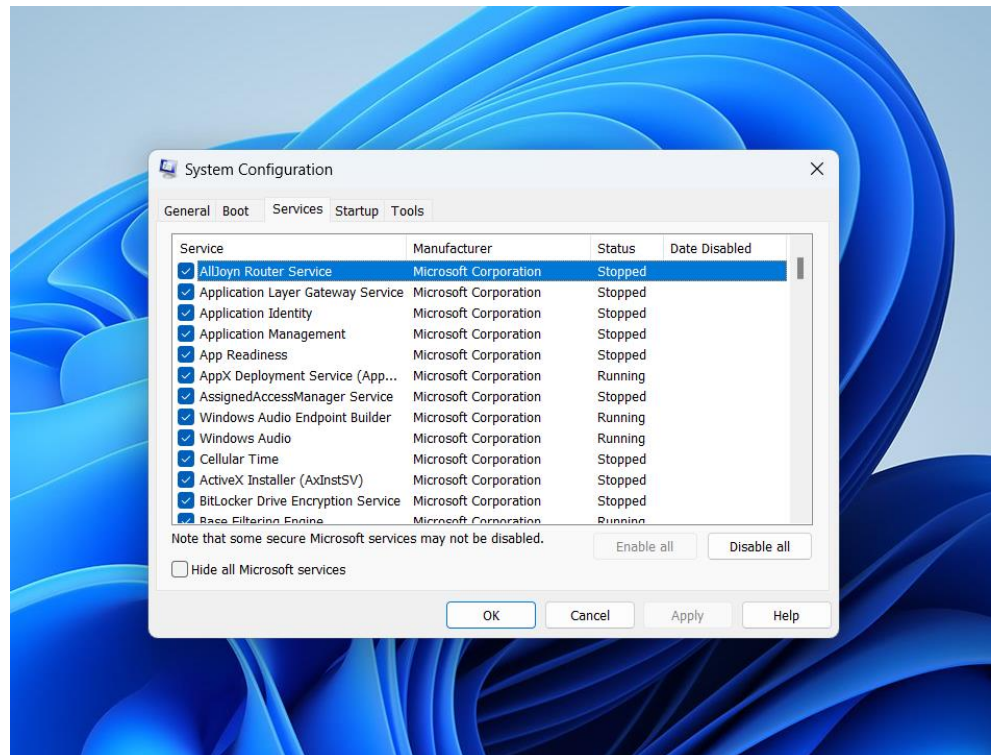 System Configuration
General Boot Services Startup Tools
Service Manufacturer Status Date Disabled
AllJoyn Router Service Microsoft Corporation Stopped
Application Layer Gateway Service Microsoft Corporation Stopped
Application Identity Microsoft Corporation Stopped
Application Management Microsoft Corporation Stopped
App Readiness Microsoft Corporation Stopped
AppX Deployment Service (App... Microsoft Corporation Running
AssignedAccessManager Service Microsoft Corporation Stopped
Windows Audio Endpoint Builder Microsoft Corporation Running
Windows Audio Microsoft Corporation Running
Cellular Time Microsoft Corporation Stopped
ActiveX Installer (AxInstSV) Microsoft Corporation Stopped
BitLocker Drive Encryption Service Microsoft Corporation Stopped
Base Filtering Engine Microsoft Corporation Running
Note that some secure Microsoft services may not be disabled.
Enable all Disable all
Hide all Microsoft services
OK Cancel Apply Help